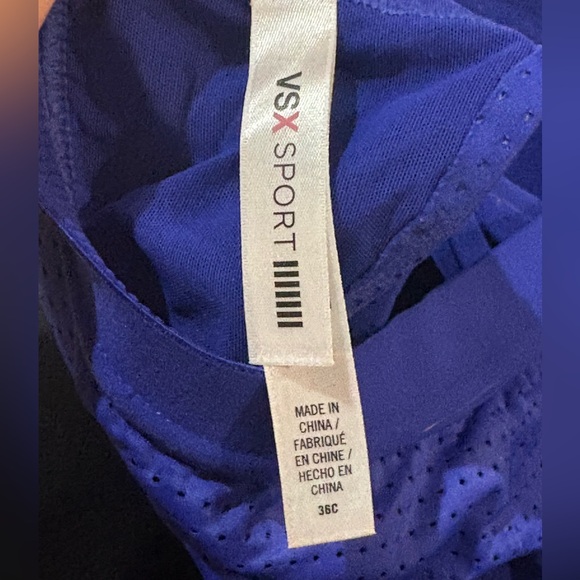 VSX SPORT
MADE IN
CHINA /
FABRIQUÉ
EN CHINE /
HECHO EN
CHINA
36C